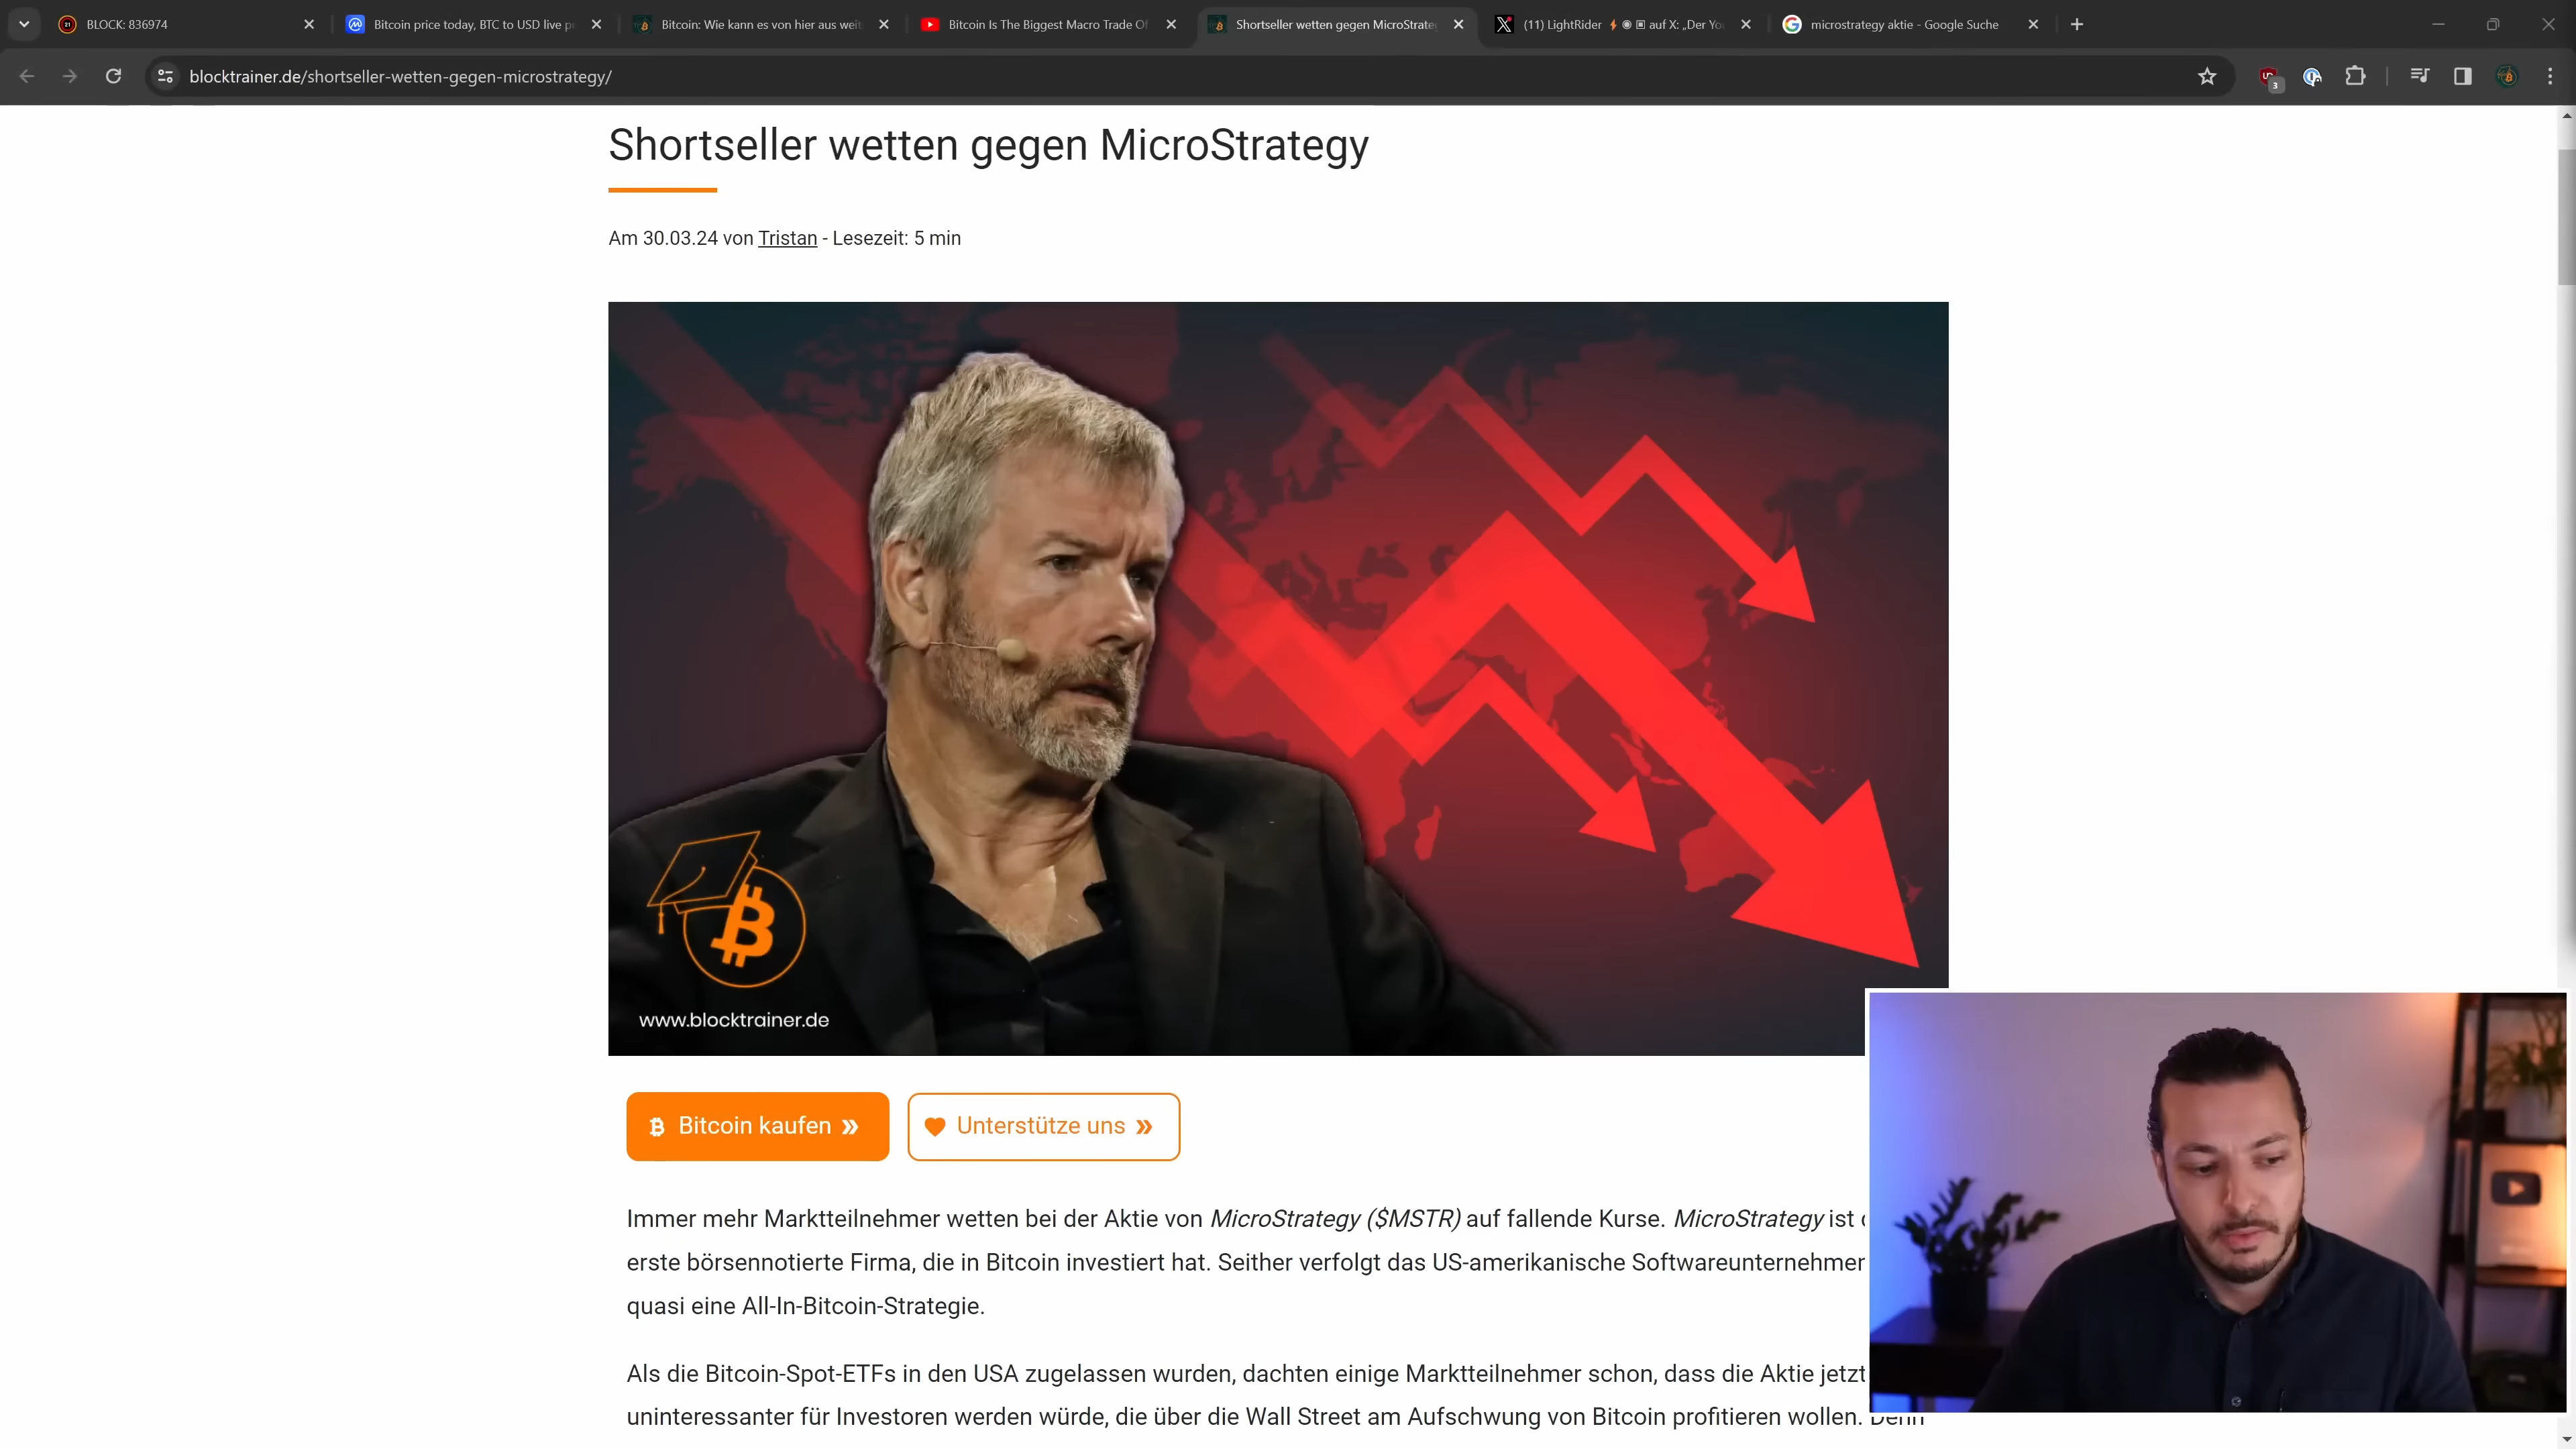 BLOCK: 836974
Bitcoin price today, BTC to USD live
Bitcoin: Wie kann es von hier aus
Bitcoin Is The Biggest Macro Trade
Shortseller wetten gegen
(11) LightRider auf X: „Der
microstrategy aktie - Google Suche
blocktrainer.de/shortseller-wetten-gegen-microstrategy/
3
Shortseller wetten gegen MicroStrategy
Am 30.03.24 von Tristan - Lesezeit: 5 min
www.blocktrainer.de
Bitcoin kaufen »
Unterstütze uns »
Immer mehr Marktteilnehmer wetten bei der Aktie von MicroStrategy ($MSTR) auf fallende Kurse. MicroStrategy ist
erste börsennotierte Firma, die in Bitcoin investiert hat. Seither verfolgt das US-amerikanische
quasi eine All-In-Bitcoin-Strategie.
Als die Bitcoin-Spot-ETFs in den USA zugelassen wurden, dachten einige Marktteilnehmer schon, dass die Aktie jetzt
uninteressanter für Investoren werden würde, die über die Wall Street am Aufschwung von Bitcoin profitieren wollen.